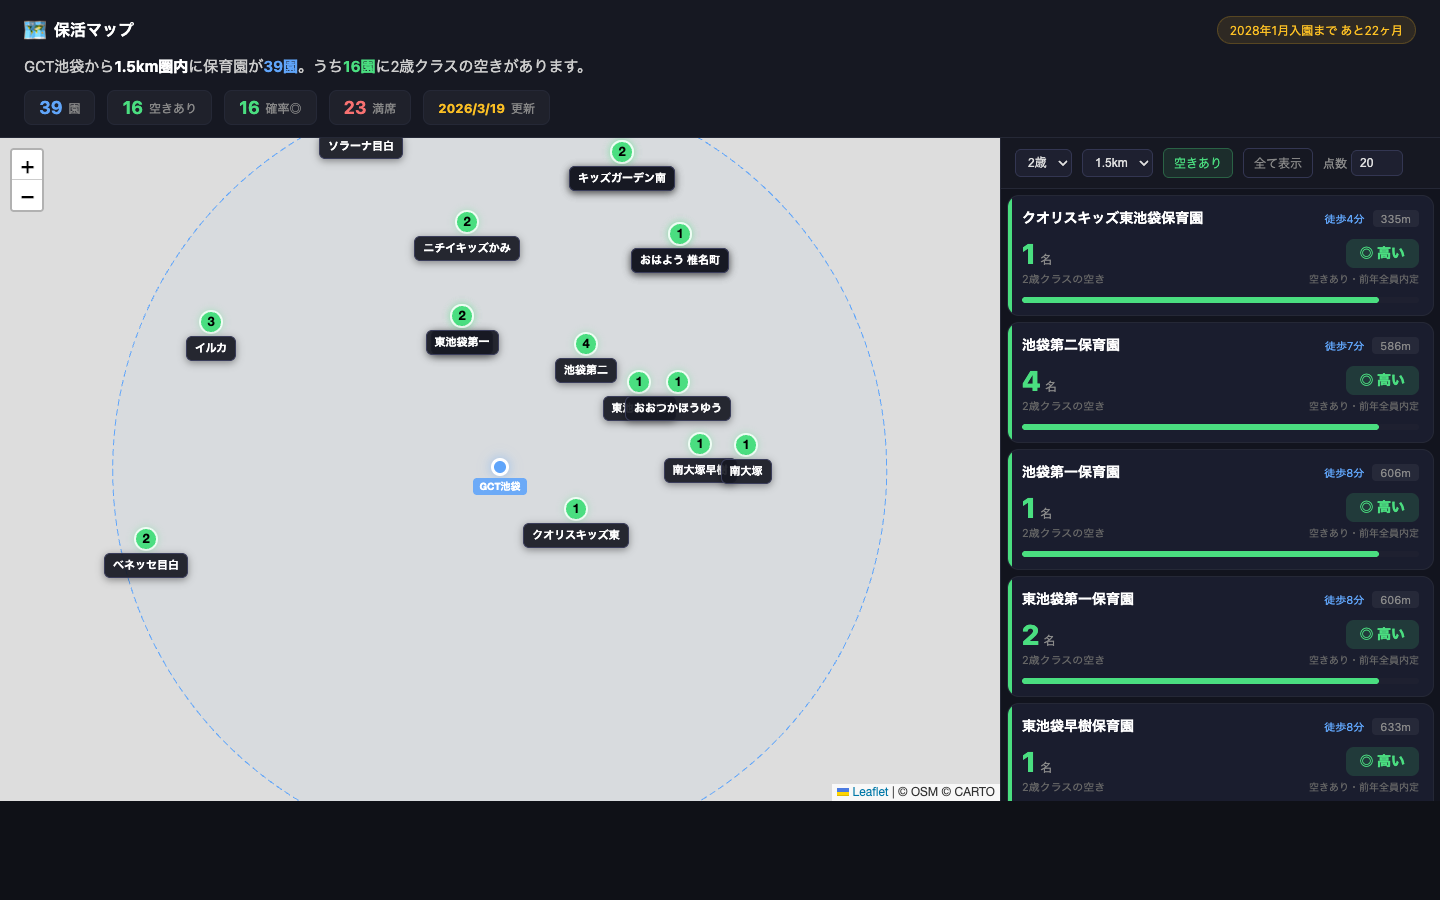 保活マップ
2028年1月入園まで あと22ヶ月
GCT池袋から1.5km圏内に保育園が39園。うち16園に2歳クラスの空きがあります。
39 園
16 空きあり
16 確率◎
23 満席
2026/3/19 更新
+
−
ソラーナ目白
2
キッズガーデン南
2
ニチイキッズかみ
1
おはよう 椎名町
3
イルカ
2
東池袋第一
4
池袋第二
1
1
東
おおつかほうゆう
1
1
南大塚早
南大塚
GCT池袋
1
クオリスキッズ東
2
ベネッセ目白
Leaflet | © OSM © CARTO
2歳
1.5km
空きあり
全て表示
点数 20
クオリスキッズ東池袋保育園 徒歩4分 335m
1 名 ◎ 高い
2歳クラスの空き 空きあり・前年全員内定
池袋第二保育園 徒歩7分 586m
4 名 ◎ 高い
2歳クラスの空き 空きあり・前年全員内定
池袋第一保育園 徒歩8分 606m
1 名 ◎ 高い
2歳クラスの空き 空きあり・前年全員内定
東池袋第一保育園 徒歩8分 606m
2 名 ◎ 高い
2歳クラスの空き 空きあり・前年全員内定
東池袋早樹保育園 徒歩8分 633m
1 名 ◎ 高い
2歳クラスの空き 空きあり・前年全員内定